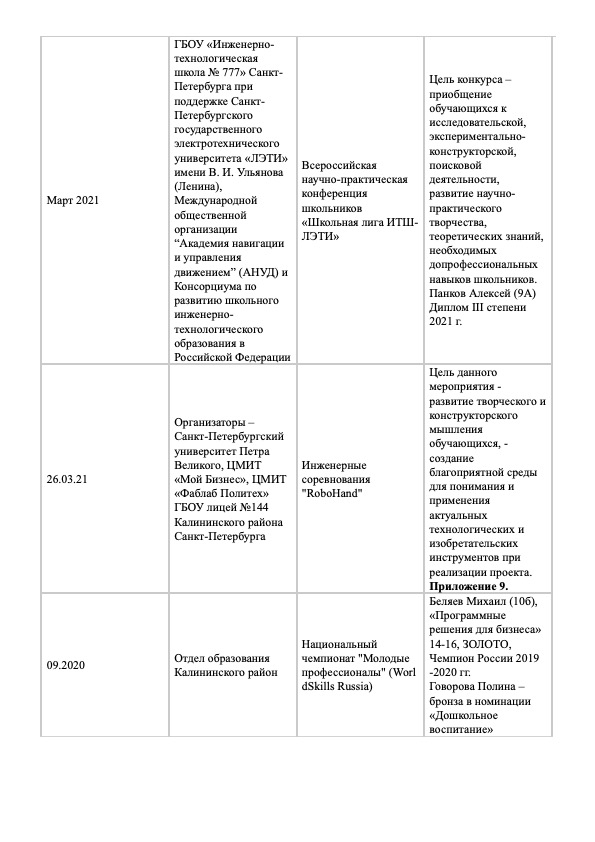 Март 2021
ГБОУ «Инженерно-
технологическая
школа № 777» Санкт-
Петербурга при
поддержке Санкт-
Петербургского
государственного
электротехнического
университета «ЛЭТИ»
имени В. И. Ульянова
(Ленина),
Международной
общественной
организации
“Академия навигации
и управления
движением” (АНУД) и
Консорциума по
развитию школьного
инженерно-
технологического
образования в
Российской Федерации
Всероссийская
научно-практическая
конференция
школьников
«Школьная лига ИТШ-
ЛЭТИ»
Цель конкурса –
приобщение
обучающихся к
исследовательской,
экспериментально-
конструкторской,
поисковой
деятельности,
развитие научно-
практического
творчества,
теоретических знаний,
необходимых
допрофессиональных
навыков школьников.
Панков Алексей (9А)
Диплом III степени
2021 г.
26.03.21
Организаторы –
Санкт-Петербургский
университет Петра
Великого, ЦМИТ
«Мой Бизнес», ЦМИТ
«Фаблаб Политех»
ГБОУ лицей №144
Калининского района
Санкт-Петербурга
Инженерные
соревнования
"RoboHand"
Цель данного
мероприятия -
развитие творческого и
конструкторского
мышления
обучающихся, -
создание
благоприятной среды
для понимания и
применения
актуальных
технологических и
изобретательских
инструментов при
реализации проекта.
Приложение 9.
09.2020
Отдел образования
Калининского район
Национальный
чемпионат "Молодые
профессионалы" (Worl
dSkills Russia)
Беляев Михаил (10б),
«Программные
решения для бизнеса»
14-16, ЗОЛОТО,
Чемпион России 2019
-2020 гг.
Говорова Полина –
бронза в номинации
«Дошкольное
воспитание»